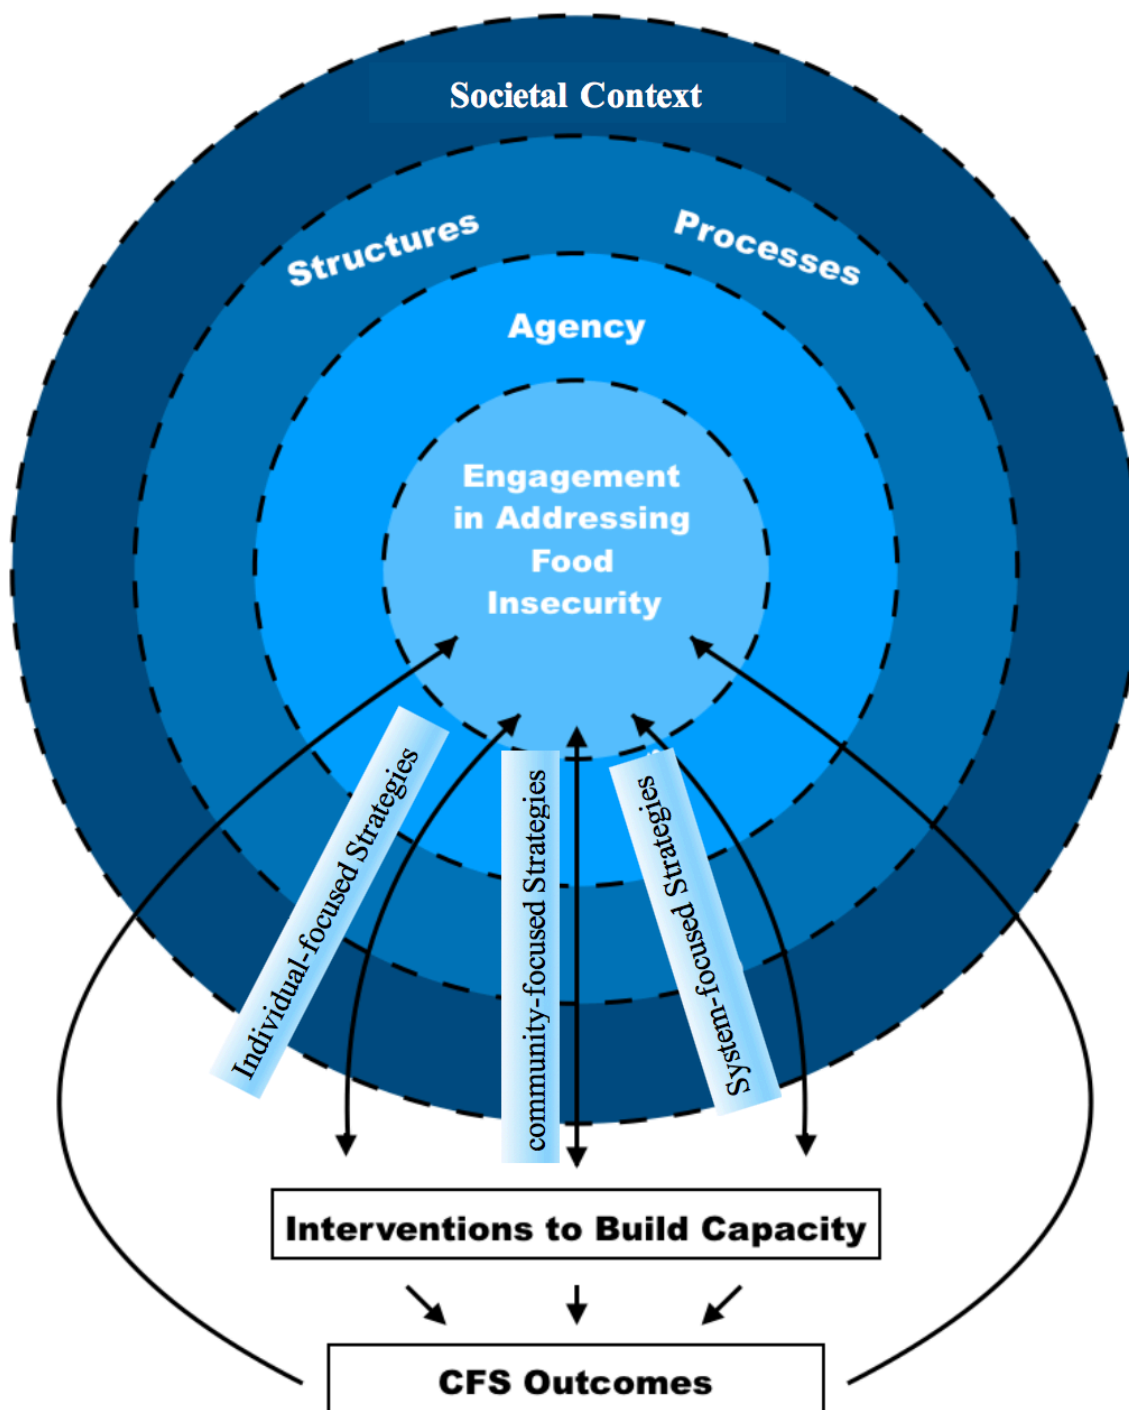 Societal Context
Structures
Processes
Agency
Engagement
in Addressing
Food
Insecurity
Individual-focused Strategies
community-focused Strategies
System-focused Strategies
Interventions to Build Capacity
CFS Outcomes